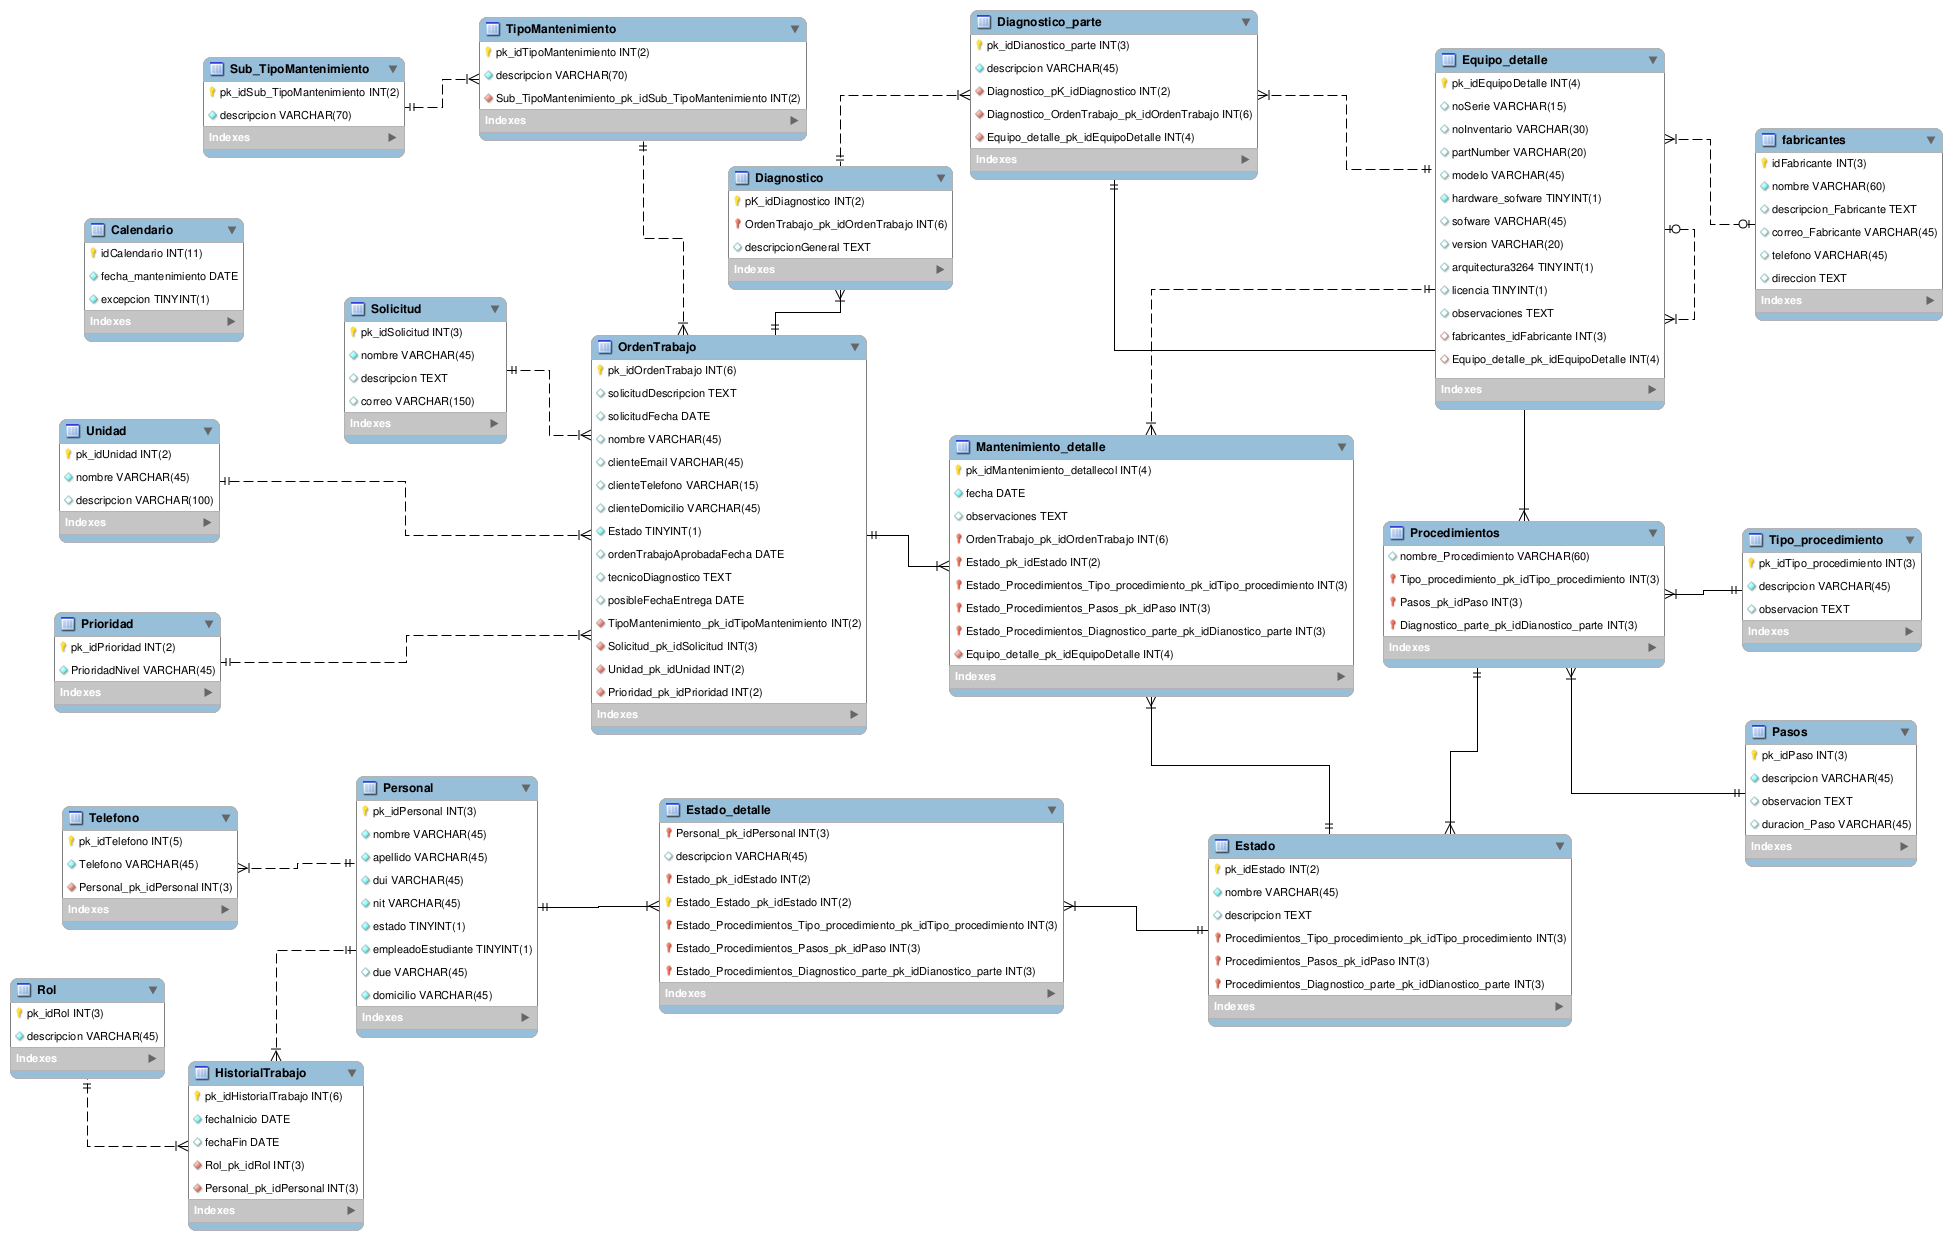 TipoMantenimiento
pk_idTipoMantenimiento INT(2)
descripcion VARCHAR(70)
Sub_TipoMantenimiento_pk_idSub_TipoMantenimiento INT(2)
Indexes
Sub_TipoMantenimiento
pk_idSub_TipoMantenimiento INT(2)
descripcion VARCHAR(70)
Indexes
Diagnostico_parte
pk_idDianostico_parte INT(3)
descripcion VARCHAR(45)
Diagnostico_pK_idDiagnostico INT(2)
Diagnostico_OrdenTrabajo_pk_idOrdenTrabajo INT(6)
Equipo_detalle_pk_idEquipoDetalle INT(4)
Indexes
Equipo_detalle
pk_idEquipoDetalle INT(4)
noSerie VARCHAR(15)
noInventario VARCHAR(30)
partNumber VARCHAR(20)
modelo VARCHAR(45)
hardware_sofware TINYINT(1)
sofware VARCHAR(45)
version VARCHAR(20)
arquitectura3264 TINYINT(1)
licencia TINYINT(1)
observaciones TEXT
fabricantes_idFabricante INT(3)
Equipo_detalle_pk_idEquipoDetalle INT(4)
Indexes
fabricantes
idFabricante INT(3)
nombre VARCHAR(60)
descripcion_Fabricante TEXT
correo_Fabricante VARCHAR(45)
telefono VARCHAR(45)
direccion TEXT
Indexes
Diagnostico
pK_idDiagnostico INT(2)
OrdenTrabajo_pk_idOrdenTrabajo INT(6)
descripcionGeneral TEXT
Indexes
Calendario
idCalendario INT(11)
fecha_mantenimiento DATE
excepcion TINYINT(1)
Indexes
Solicitud
pk_idSolicitud INT(3)
nombre VARCHAR(45)
descripcion TEXT
correo VARCHAR(150)
Indexes
OrdenTrabajo
pk_idOrdenTrabajo INT(6)
solicitudDescripcion TEXT
solicitudFecha DATE
nombre VARCHAR(45)
clienteEmail VARCHAR(45)
clienteTelefono VARCHAR(15)
clienteDomicilio VARCHAR(45)
Estado TINYINT(1)
ordenTrabajoAprobadaFecha DATE
tecnicoDiagnostico TEXT
posibleFechaEntrega DATE
TipoMantenimiento_pk_idTipoMantenimiento INT(2)
Solicitud_pk_idSolicitud INT(3)
Unidad_pk_idUnidad INT(2)
Prioridad_pk_idPrioridad INT(2)
Indexes
Unidad
pk_idUnidad INT(2)
nombre VARCHAR(45)
descripcion VARCHAR(100)
Indexes
Prioridad
pk_idPrioridad INT(2)
PrioridadNivel VARCHAR(45)
Indexes
Mantenimiento_detalle
pk_idMantenimiento_detallecol INT(4)
fecha DATE
observaciones TEXT
OrdenTrabajo_pk_idOrdenTrabajo INT(6)
Estado_pk_idEstado INT(2)
Estado_Procedimientos_Tipo_procedimiento_pk_idTipo_procedimiento INT(3)
Estado_Procedimientos_Pasos_pk_idPaso INT(3)
Estado_Procedimientos_Diagnostico_parte_pk_idDianostico_parte INT(3)
Equipo_detalle_pk_idEquipoDetalle INT(4)
Indexes
Procedimientos
nombre_Procedimiento VARCHAR(60)
Tipo_procedimiento_pk_idTipo_procedimiento INT(3)
Pasos_pk_idPaso INT(3)
Diagnostico_parte_pk_idDianostico_parte INT(3)
Indexes
Tipo_procedimiento
pk_idTipo_procedimiento INT(3)
descripcion VARCHAR(45)
observacion TEXT
Indexes
Pasos
pk_idPaso INT(3)
descripcion VARCHAR(45)
observacion TEXT
duracion_Paso VARCHAR(45)
Indexes
Telefono
pk_idTelefono INT(5)
Telefono VARCHAR(45)
Personal_pk_idPersonal INT(3)
Indexes
Personal
pk_idPersonal INT(3)
nombre VARCHAR(45)
apellido VARCHAR(45)
dui VARCHAR(45)
nit VARCHAR(45)
estado TINYINT(1)
empleadoEstudiante TINYINT(1)
due VARCHAR(45)
domicilio VARCHAR(45)
Indexes
Estado_detalle
Personal_pk_idPersonal INT(3)
descripcion VARCHAR(45)
Estado_pk_idEstado INT(2)
Estado_Estado_pk_idEstado INT(2)
Estado_Procedimientos_Tipo_procedimiento_pk_idTipo_procedimiento INT(3)
Estado_Procedimientos_Pasos_pk_idPaso INT(3)
Estado_Procedimientos_Diagnostico_parte_pk_idDianostico_parte INT(3)
Indexes
Estado
pk_idEstado INT(2)
nombre VARCHAR(45)
descripcion TEXT
Procedimientos_Tipo_procedimiento_pk_idTipo_procedimiento INT(3)
Procedimientos_Pasos_pk_idPaso INT(3)
Procedimientos_Diagnostico_parte_pk_idDianostico_parte INT(3)
Indexes
Rol
pk_idRol INT(3)
descripcion VARCHAR(45)
Indexes
HistorialTrabajo
pk_idHistorialTrabajo INT(6)
fechaInicio DATE
fechaFin DATE
Rol_pk_idRol INT(3)
Personal_pk_idPersonal INT(3)
Indexes